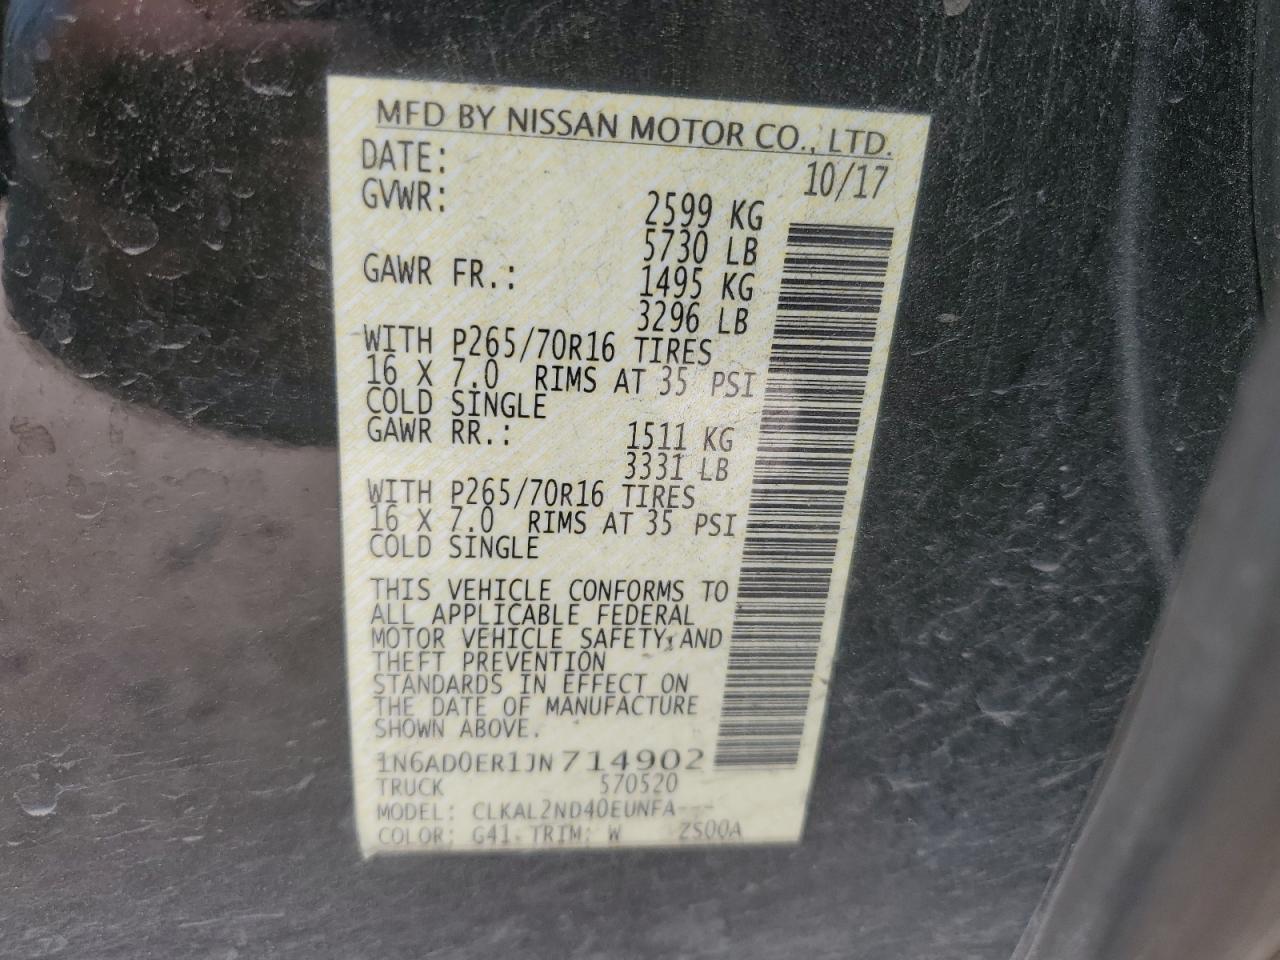 MFD BY NISSAN MOTOR CO., LTD.
DATE: 10/17
GVWR: 2599 KG
5730 LB
GAWR FR.: 1495 KG
3296 LB
WITH P265/70R16 TIRES
16 X 7.0 RIMS AT 35 PSI
COLD SINGLE
GAWR RR.: 1511 KG
3331 LB
WITH P265/70R16 TIRES
16 X 7.0 RIMS AT 35 PSI
COLD SINGLE
THIS VEHICLE CONFORMS TO
ALL APPLICABLE FEDERAL
MOTOR VEHICLE SAFETY, AND
THEFT PREVENTION
STANDARDS IN EFFECT ON
THE DATE OF MANUFACTURE
SHOWN ABOVE.
1N6AD0ER1JN714902
TRUCK 570520
MODEL: CLKAL2ND40EUNFA---
COLOR: G41 TRIM: W ZS00A